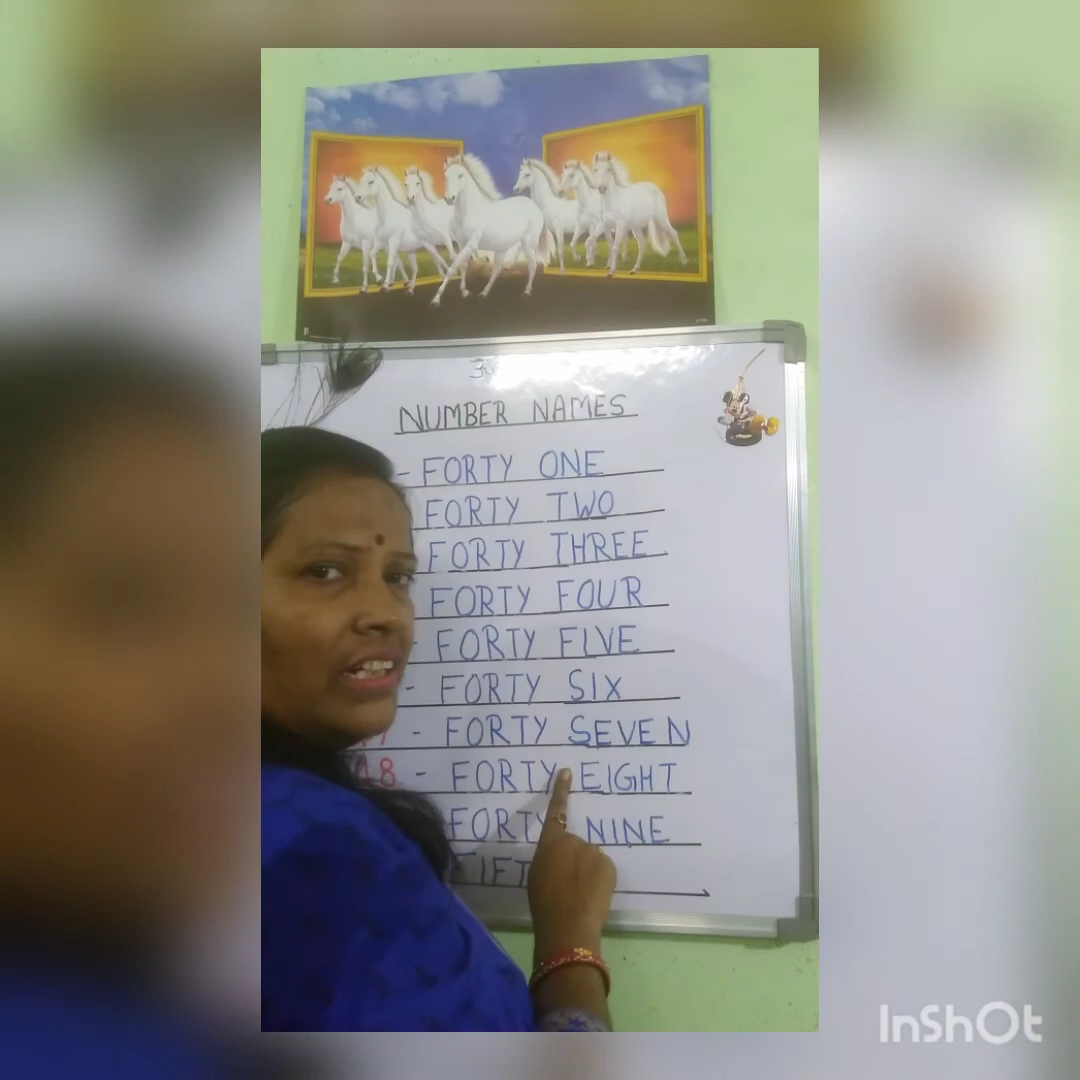 NUMBER NAMES
- FORTY ONE
FORTY TWO
FORTY THREE
FORTY FOUR
- FORTY FIVE
- FORTY SIX
- FORTY SEVEN
48 - FORTY EIGHT
FORTY NINE
InShOt